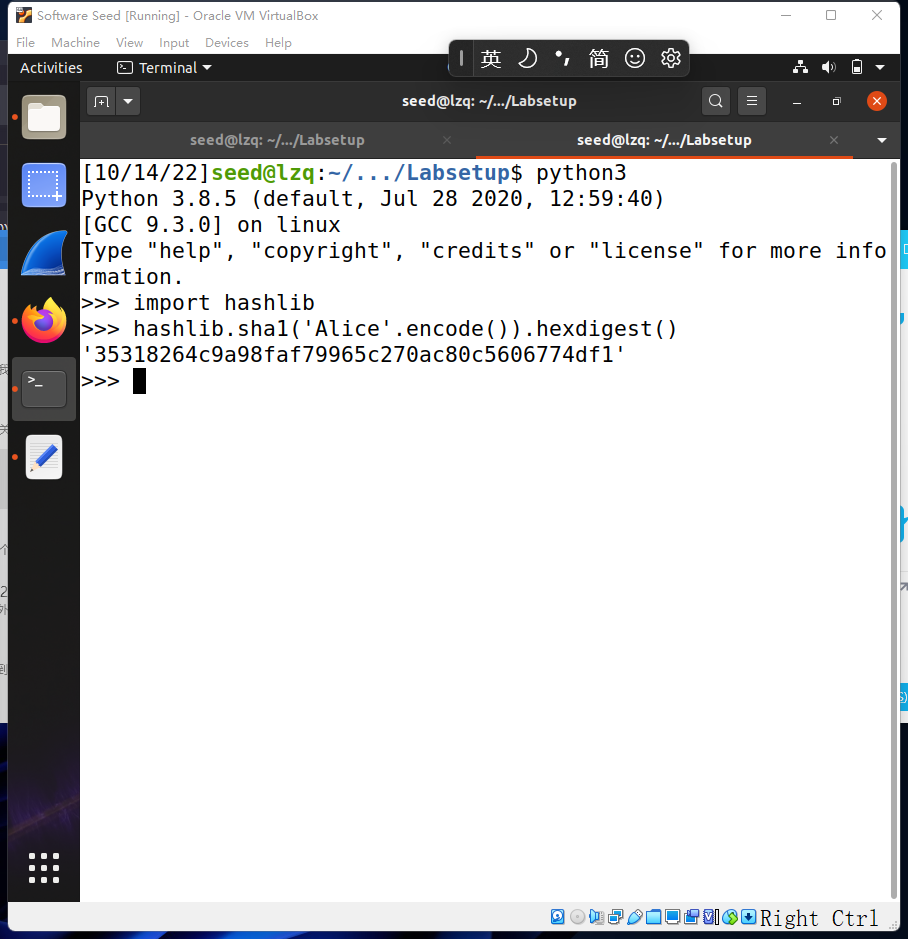 Software Seed [Running] - Oracle VM VirtualBox
File Machine View Input Devices Help
英 简
Activities Terminal
seed@lzq: ~/.../Labsetup
seed@lzq: ~/.../Labsetup seed@lzq: ~/.../Labsetup
[10/14/22]seed@lzq:~/.../Labsetup$ python3
Python 3.8.5 (default, Jul 28 2020, 12:59:40)
[GCC 9.3.0] on linux
Type "help", "copyright", "credits" or "license" for more info
rmation.
>>> import hashlib
>>> hashlib.sha1('Alice'.encode()).hexdigest()
'35318264c9a98faf79965c270ac80c5606774df1'
>>>
Right Ctrl